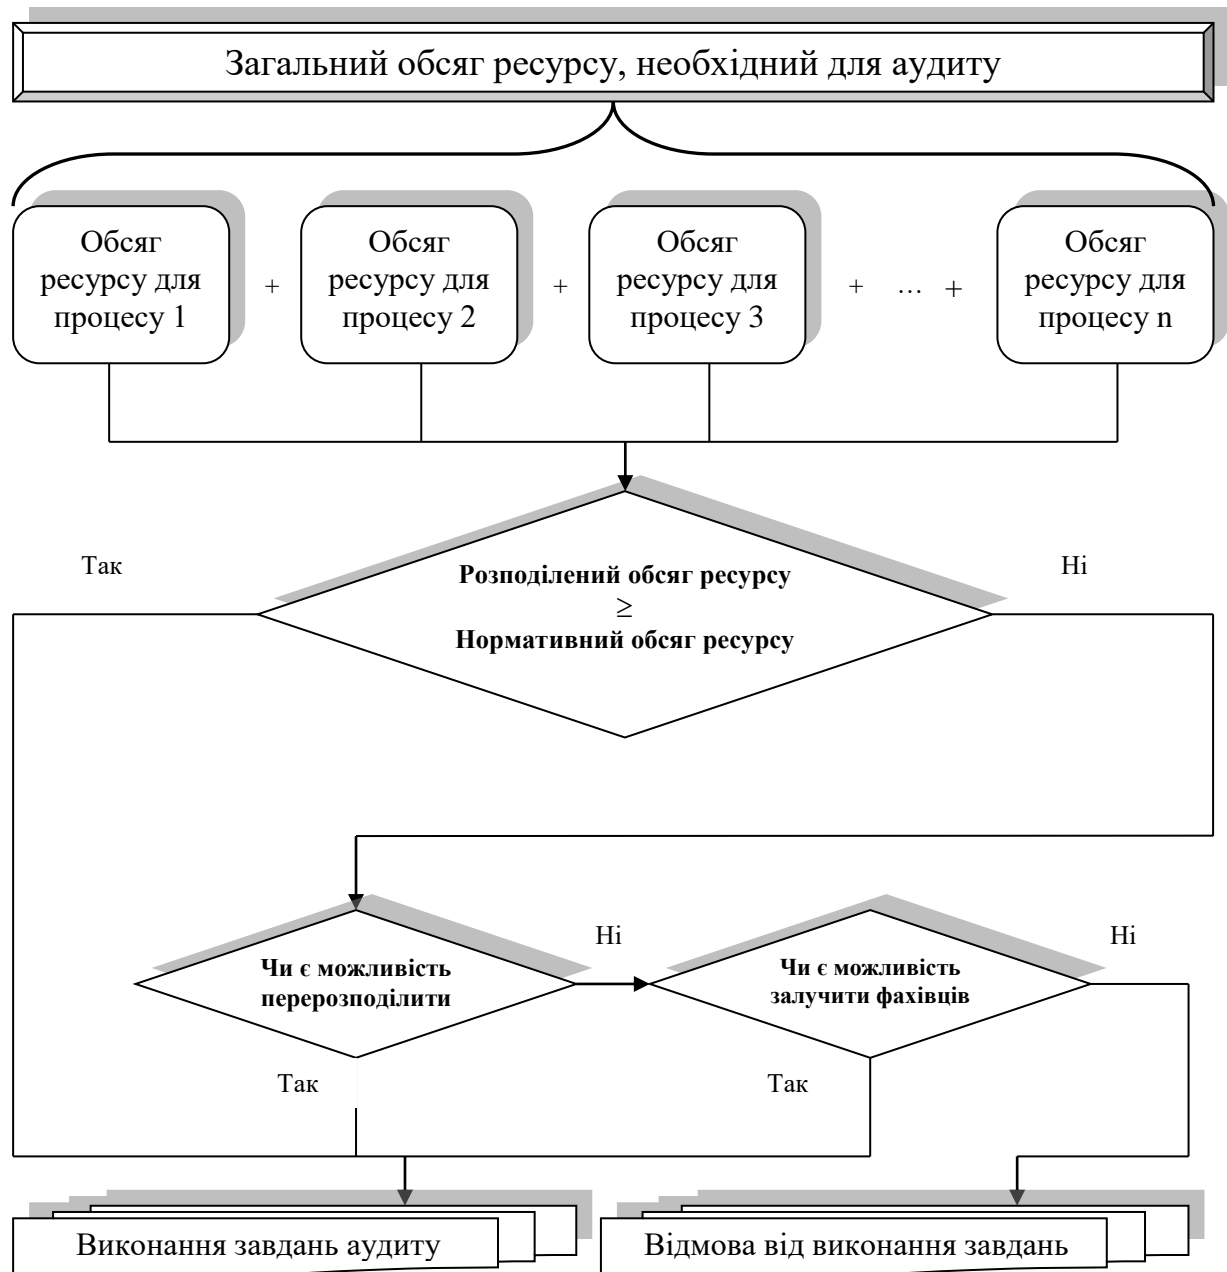 Загальний обсяг ресурсу, необхідний для аудиту
Обсяг
ресурсу для
процесу 1
+
Обсяг
ресурсу для
процесу 2
+
Обсяг
ресурсу для
процесу 3
+ … +
Обсяг
ресурсу для
процесу n
Так
Розподілений обсяг ресурсу
≥
Нормативний обсяг ресурсу
Ні
Чи є можливість
перерозподілити
Ні
Чи є можливість
залучити фахівців
Ні
Так
Так
Виконання завдань аудиту
Відмова від виконання завдань